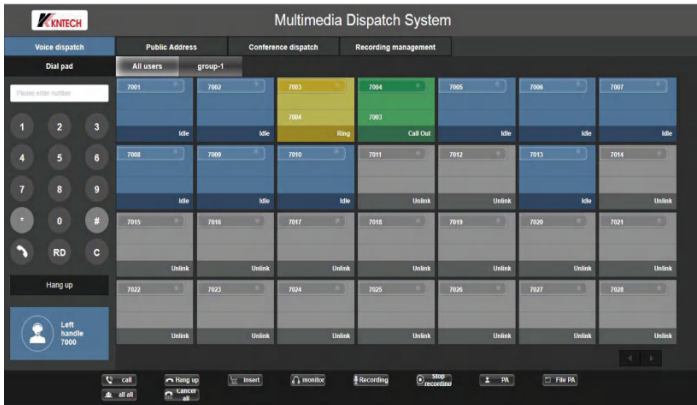 KNTECH
Multimedia Dispatch System
Voice dispatch Public Address Conference dispatch Recording management
Dial pad All users group-1
Please enter number
7001 7002 7003 7004 7005 7006 7007
7004 7003
Idle Idle Ring Call Out Idle Idle Idle
7008 7009 7010 7011 7012 7013 7014
Idle Idle Idle Unlink Unlink Idle Unlink
7015 7016 7017 7018 7019 7020 7021
Unlink Unlink Unlink Unlink Unlink Unlink Unlink
7022 7023 7024 7025 7026 7027 7028
Unlink Unlink Unlink Unlink Unlink Unlink Unlink
1 2 3
4 5 6
7 8 9
* 0 #
RD C
Hang up
Left
handle
7000
call Hang up Insert monitor Recording Stop recording PA File PA
all all Cancel all